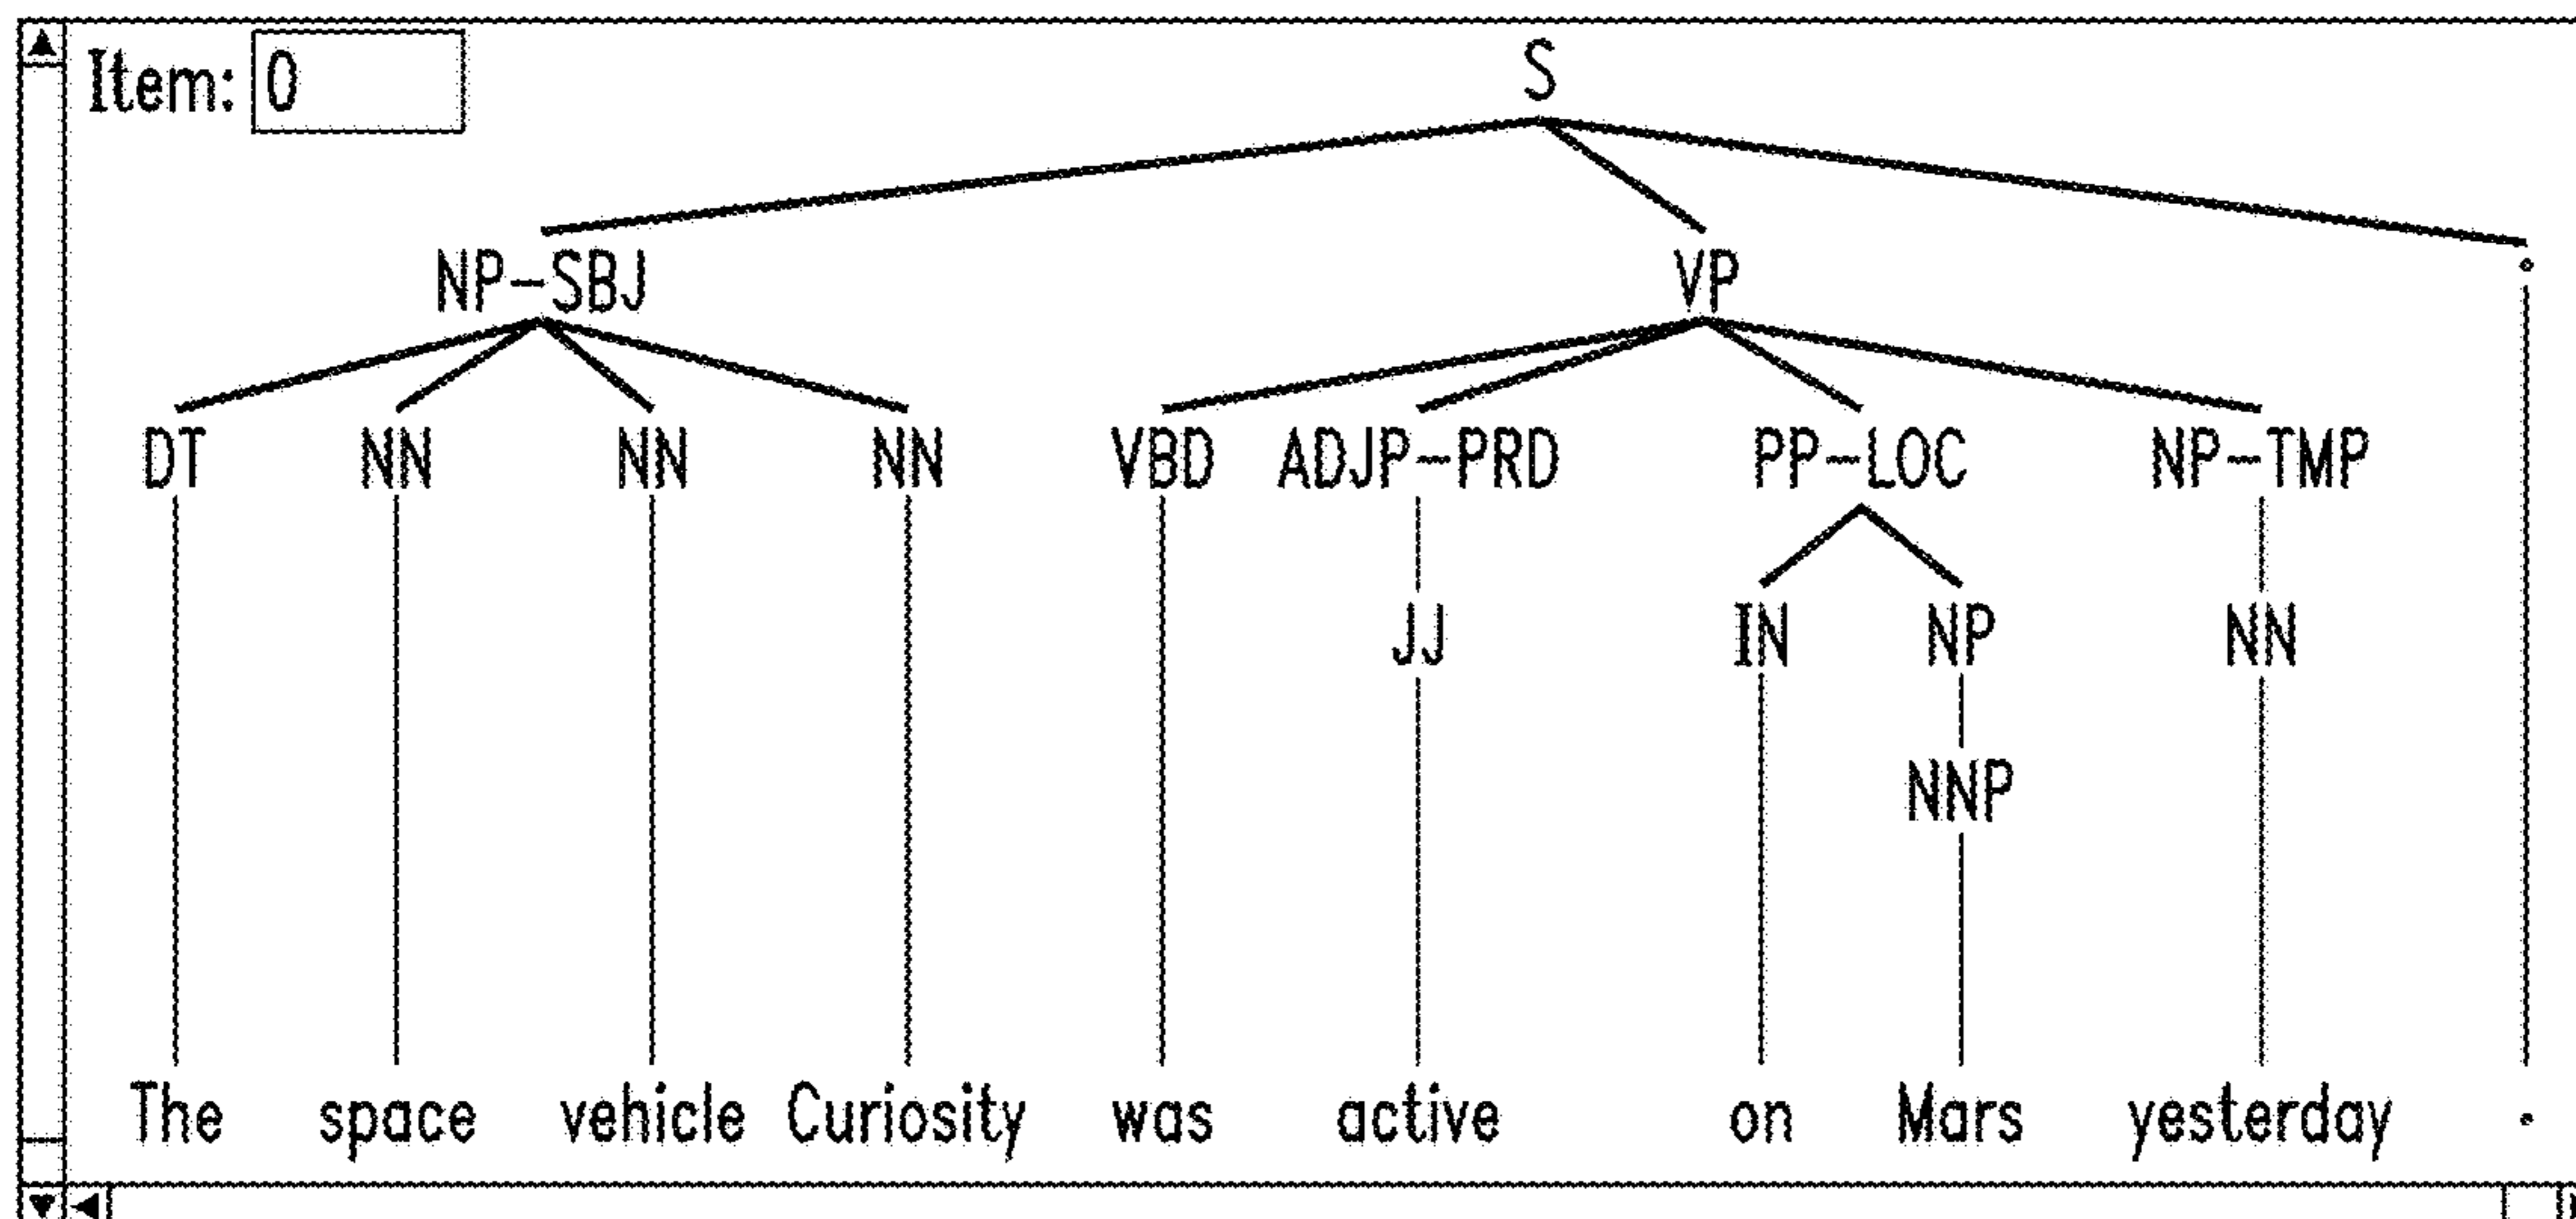 Item: 0
S
NP-SBJ VP .
DT NN NN NN VBD ADJP-PRD PP-LOC NP-TMP
JJ IN NP NN
NNP
The space vehicle Curiosity was active on Mars yesterday .